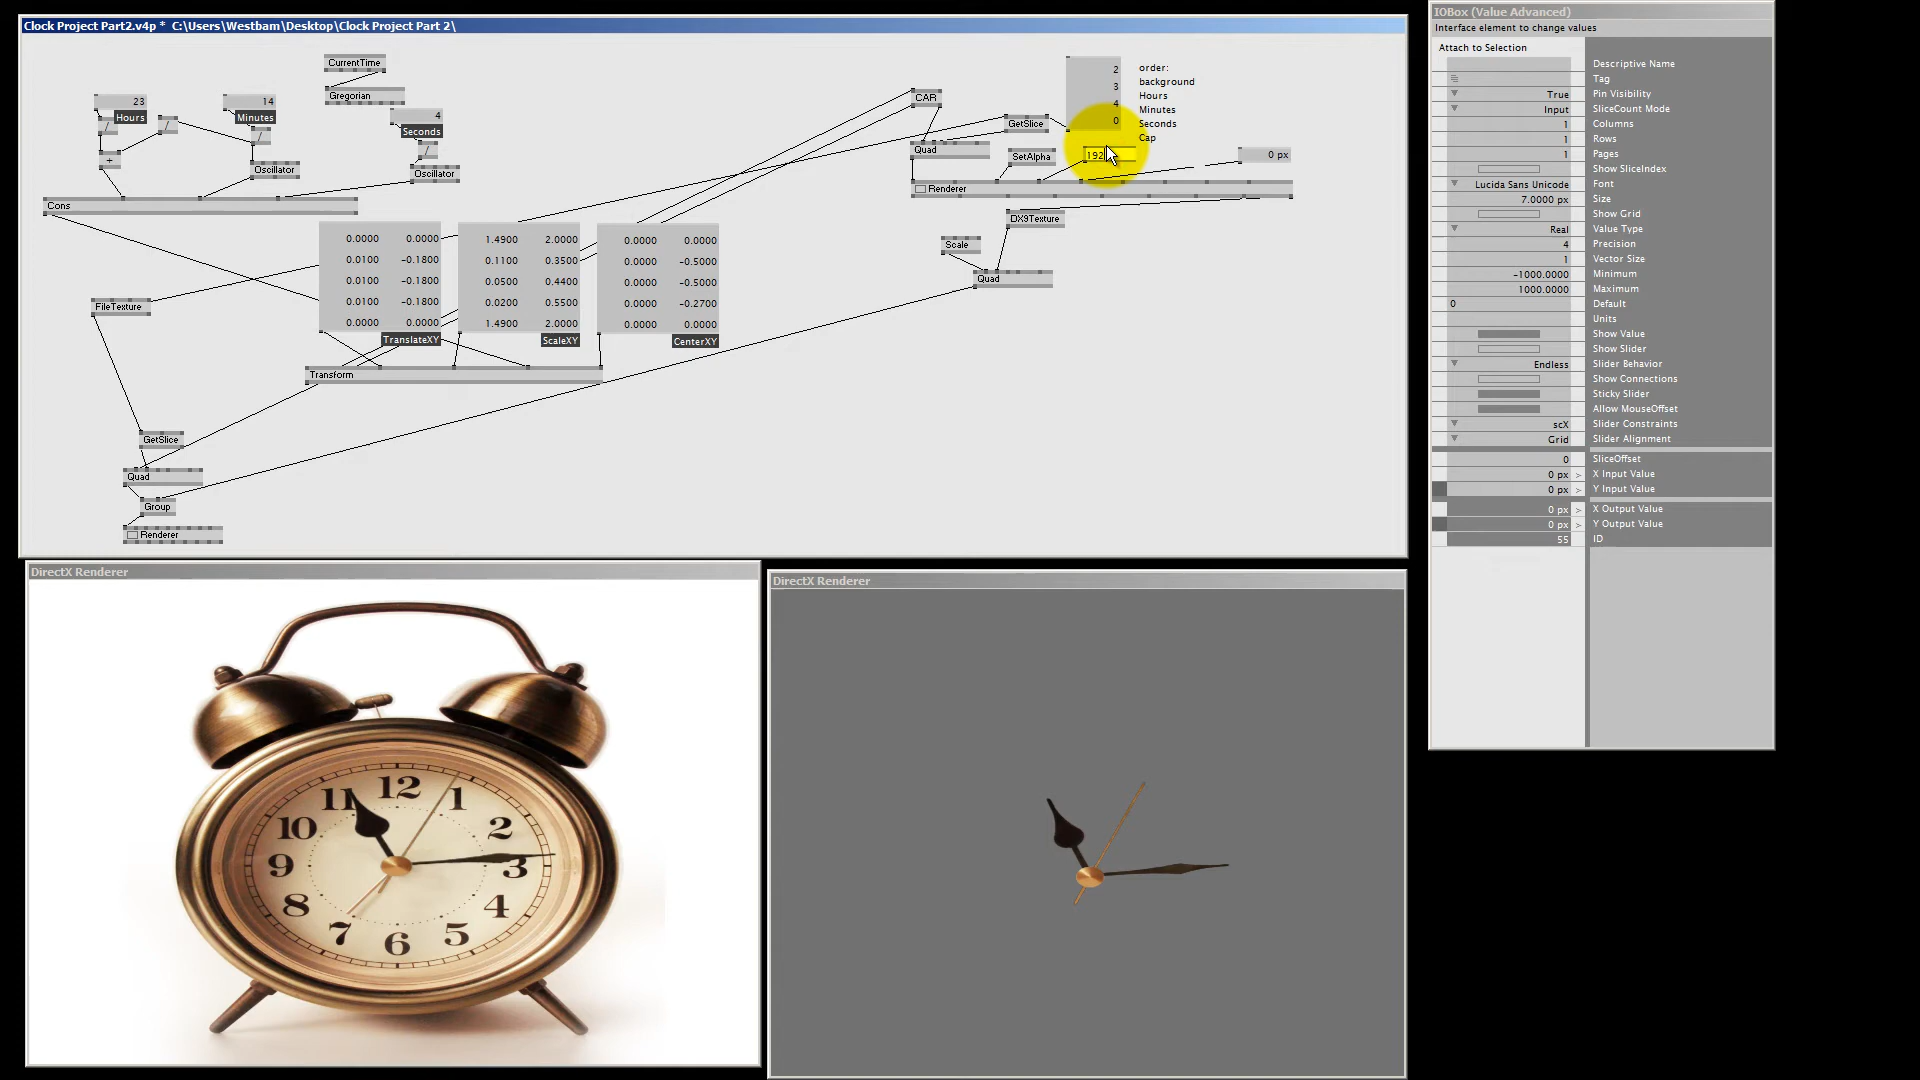 Clock Project Part2.v4p *   C:\Users\Westbam\Desktop\Clock Project Part 2\
CurrentTime
Gregorian
23
Hours
14
Minutes
4
Seconds
/
/
/
/
+
Oscillator
Oscillator
Cons
0.0000 0.0000
0.0100 -0.1800
0.0100 -0.1800
0.0100 -0.1800
0.0000 0.0000
TranslateXY
1.4900 2.0000
0.1100 0.3500
0.0500 0.4400
0.0200 0.5500
1.4900 2.0000
ScaleXY
0.0000 0.0000
0.0000 -0.5000
0.0000 -0.5000
0.0000 -0.2700
0.0000 0.0000
CenterXY
FileTexture
Transform
GetSlice
Quad
Group
Renderer
CAR
GetSlice
Quad
SetAlpha
2
3
4
0
order:
background
Hours
Minutes
Seconds
Cap
192
0 px
Renderer
DX9Texture
Scale
Quad
DirectX Renderer
12
1
2
3
4
5
6
7
8
9
10
11
DirectX Renderer
IOBox (Value Advanced)
Interface element to change values
Attach to Selection
Descriptive Name
Tag
True Pin Visibility
Input SliceCount Mode
1 Columns
1 Rows
1 Pages
Show SliceIndex
Lucida Sans Unicode Font
7.0000 px Size
Show Grid
Real Value Type
4 Precision
1 Vector Size
-1000.0000 Minimum
1000.0000 Maximum
0 Default
Units
Show Value
Show Slider
Endless Slider Behavior
Show Connections
Sticky Slider
Allow MouseOffset
scX Slider Constraints
Grid Slider Alignment
0 SliceOffset
0 px > X Input Value
0 px > Y Input Value
0 px > X Output Value
0 px > Y Output Value
55 ID